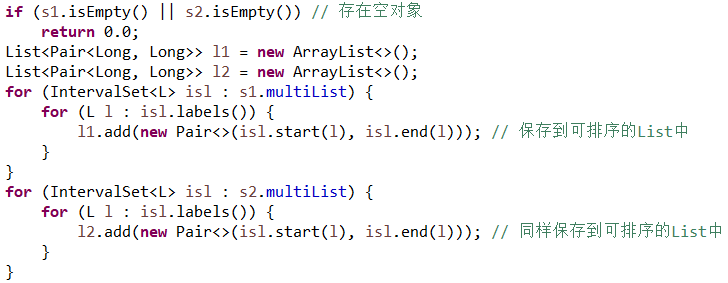 if (s1.isEmpty() || s2.isEmpty()) // 存在空对象
    return 0.0;
List<Pair<Long, Long>> l1 = new ArrayList<>();
List<Pair<Long, Long>> l2 = new ArrayList<>();
for (IntervalSet<L> isl : s1.multiList) {
    for (L l : isl.labels()) {
        l1.add(new Pair<>(isl.start(l), isl.end(l))); // 保存到可排序的List中
    }
}
for (IntervalSet<L> isl : s2.multiList) {
    for (L l : isl.labels()) {
        l2.add(new Pair<>(isl.start(l), isl.end(l))); // 同样保存到可排序的List中
    }
}